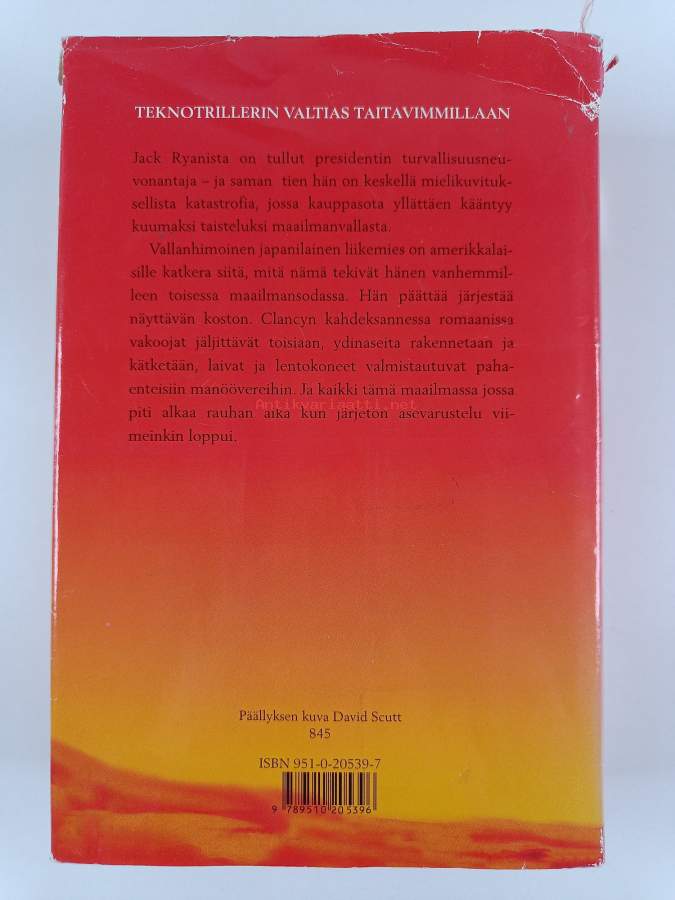 TEKNOTRILLERIN VALTIAS TAITAVIMMILLAAN
Jack Ryanista on tullut presidentin turvallisuusneu-
vonantaja – ja saman tien hän on keskellä mielikuvituk-
sellista katastrofia, jossa kauppasota yllättäen kääntyy
kuumaksi taisteluksi maailmanvallasta.
Vallanhimoinen japanilainen liikemies on amerikkalai-
sille katkera siitä, mitä nämä tekivät hänen vanhemmil-
leen toisessa maailmansodassa. Hän päättää järjestää
näyttävän koston. Clancyn kahdeksannessa romaanissa
vakoojat jäljittävät toisiaan, ydinaseita rakennetaan ja
kätketään, laivat ja lentokoneet valmistautuvat paha-
enteisiin manöövereihin. Ja kaikki tämä maailmassa jossa
Antikvariaatti.net
piti alkaa rauhan aika kun järjetön asevarustelu vii-
meinkin loppui.
Päällyksen kuva David Scutt
845
ISBN 951-0-20539-7
9 789510 205396